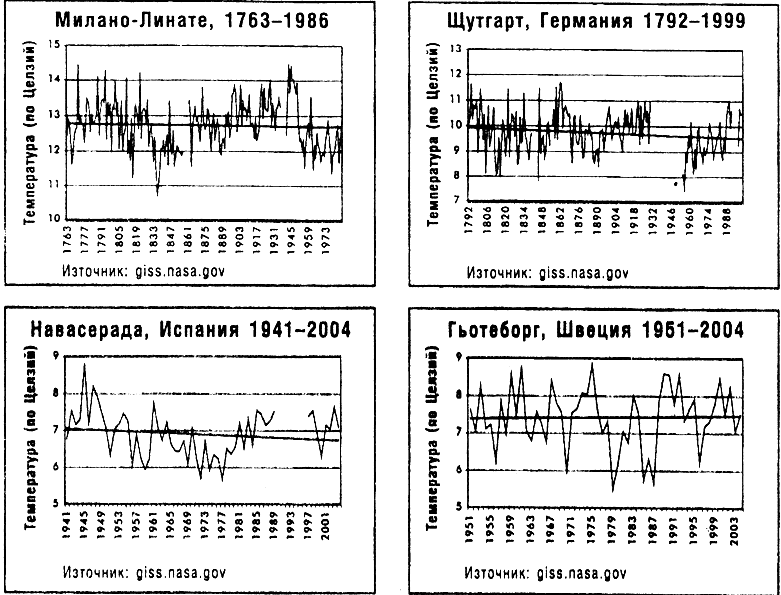 Милано-Линате, 1763–1986
Температура (по Целзий)
15
14
13
12
11
10
1763 1777 1791 1805 1819 1833 1847 1861 1875 1889 1903 1917 1931 1945 1959 1973
Източник: giss.nasa.gov
Щутгарт, Германия 1792–1999
Температура (по Целзий)
13
12
11
10
9
8
7
1792 1806 1820 1834 1848 1862 1876 1890 1904 1918 1932 1946 1960 1974 1988
Източник: giss.nasa.gov
Навасерада, Испания 1941–2004
Температура (по Целзий)
9
8
7
6
5
1941 1945 1949 1953 1957 1961 1965 1969 1973 1977 1981 1985 1989 1993 1997 2001
Източник: giss.nasa.gov
Гьотеборг, Швеция 1951–2004
Температура (по Целзий)
9
8
7
6
5
1951 1955 1959 1963 1967 1971 1975 1979 1983 1987 1991 1995 1999 2003
Източник: giss.nasa.gov